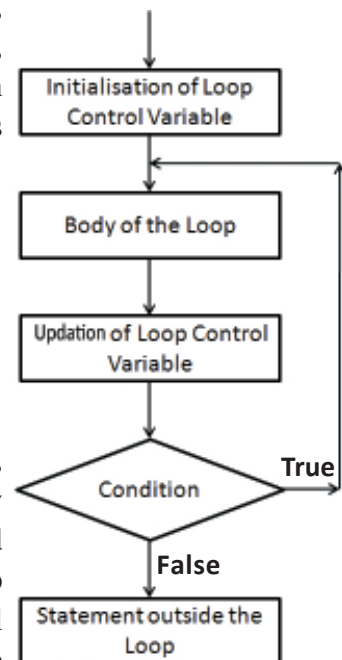 Initialisation of Loop
Control Variable
Body of the Loop
Updation of Loop Control
Variable
Condition
True
False
Statement outside the
Loop